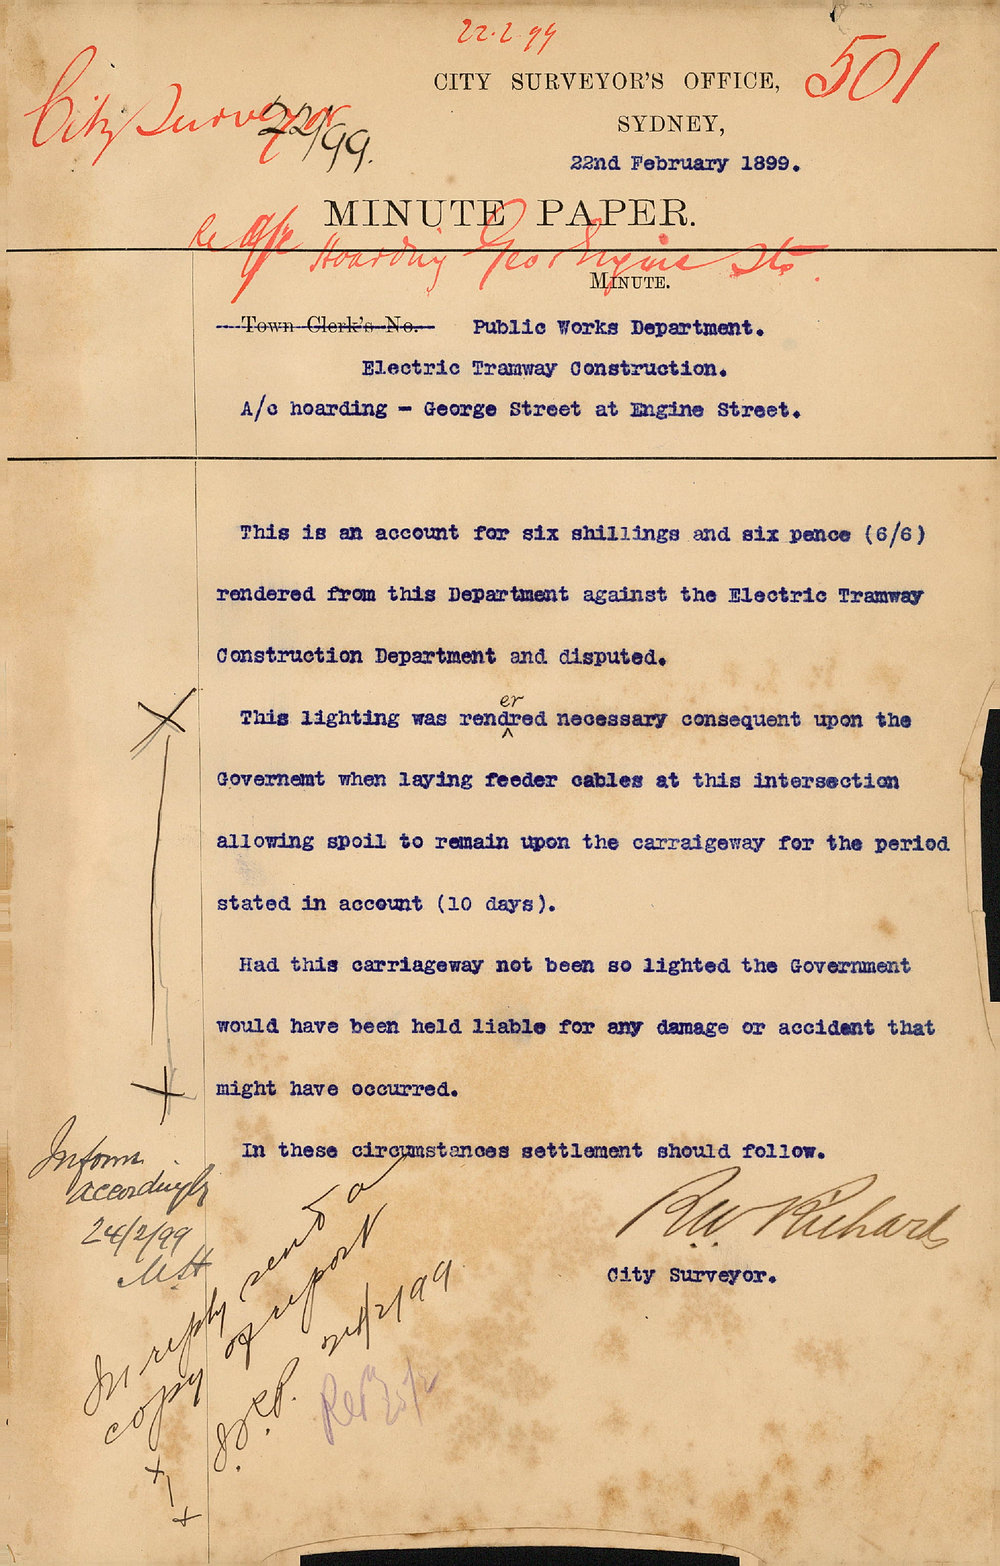 22.2.99
501
City Surveyor
22/99.
CITY SURVEYOR'S OFFICE,
SYDNEY,
22nd February 1899.
MINUTE PAPER.
Re a/c Hoarding Geo & Engine Sts.
MINUTE.
Town Clerk's No. Public Works Department.
Electric Tramway Construction.
A/c hoarding - George Street at Engine Street.
This is an account for six shillings and six pence (6/6)
rendered from this Department against the Electric Tramway
Construction Department and disputed.
er
This lighting was rendred necessary consequent upon the
Governemt when laying feeder cables at this intersection
allowing spoil to remain upon the carraigeway for the period
stated in account (10 days).
Had this carriageway not been so lighted the Government
would have been held liable for any damage or accident that
might have occurred.
In these circumstances settlement should follow.
R.W. Richards
City Surveyor.
Inform
accordingly
24/2/99
In reply send a
copy of report
24/2/99